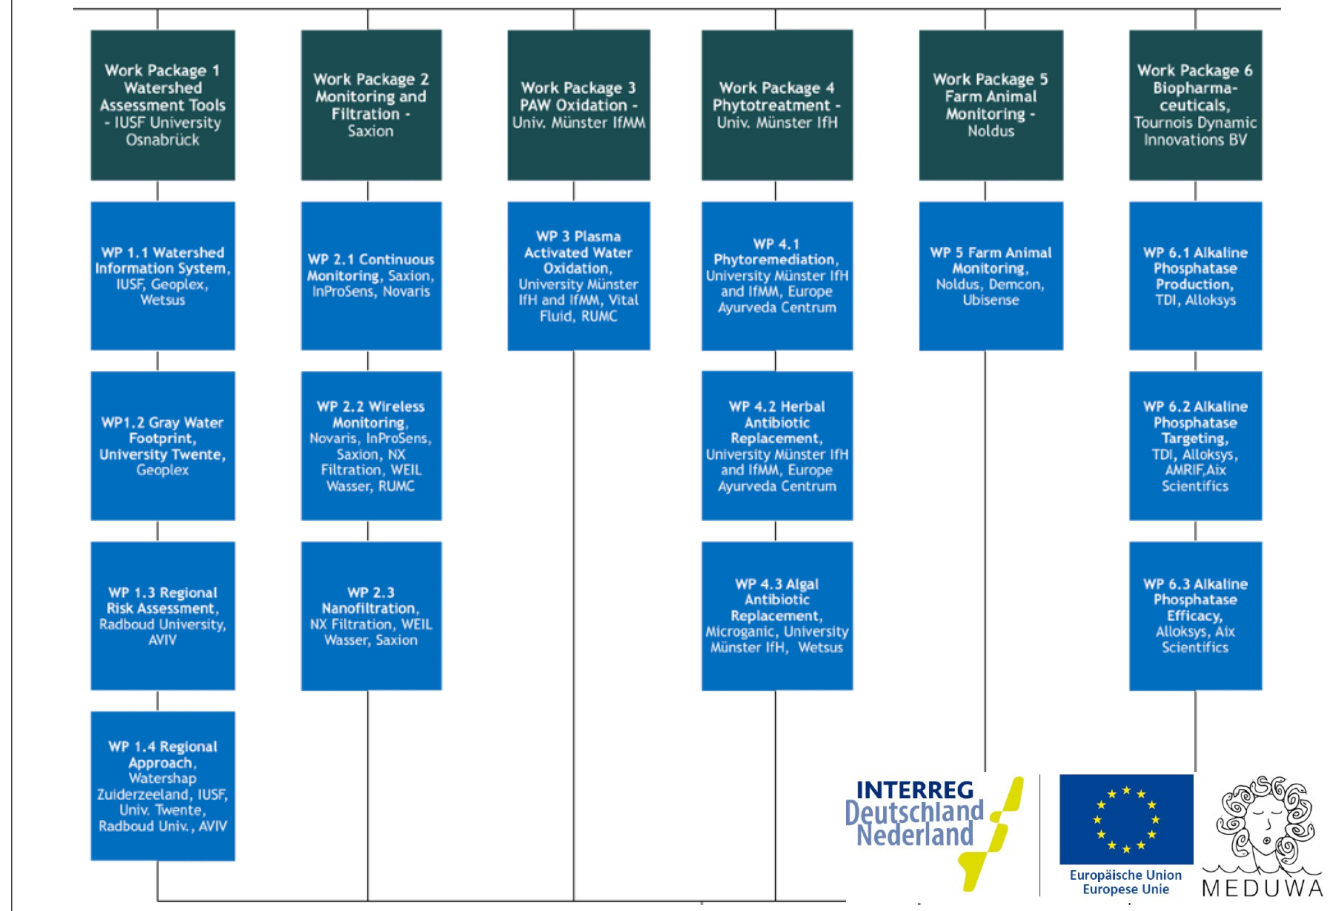 Work Package 1
Watershed
Assessment Tools
- IUSF University
Osnabrück
Work Package 2
Monitoring and
Filtration -
Saxion
Work Package 3
PAW Oxidation -
Univ. Münster IfMM
Work Package 4
Phytotreatment -
Univ. Münster IfH
Work Package 5
Farm Animal
Monitoring -
Noldus
Work Package 6
Biopharma-
ceuticals,
Tournois Dynamic
Innovations BV
WP 1.1 Watershed
Information System,
IUSF, Geoplex,
Wetsus
WP 2.1 Continuous
Monitoring, Saxion,
InProSens, Novaris
WP 3 Plasma
Activated Water
Oxidation,
University Münster
IfH and IfMM, Vital
Fluid, RUMC
WP 4.1
Phytoremediation,
University Münster IfH
and IfMM, Europe
Ayurveda Centrum
WP 5 Farm Animal
Monitoring,
Noldus, Demcon,
Ubisense
WP 6.1 Alkaline
Phosphatase
Production,
TDI, Alloksys
WP1.2 Gray Water
Footprint,
University Twente,
Geoplex
WP 2.2 Wireless
Monitoring,
Novaris, InProSens,
Saxion, NX
Filtration, WEIL
Wasser, RUMC
WP 4.2 Herbal
Antibiotic
Replacement,
University Münster IfH
and IfMM, Europe
Ayurveda Centrum
WP 6.2 Alkaline
Phosphatase
Targeting,
TDI, Alloksys,
AMRIF,Aix
Scientifics
WP 1.3 Regional
Risk Assessment,
Radboud University,
AVIV
WP 2.3
Nanofiltration,
NX Filtration, WEIL
Wasser, Saxion
WP 4.3 Algal
Antibiotic
Replacement,
Microganic, University
Münster IfH, Wetsus
WP 6.3 Alkaline
Phosphatase
Efficacy,
Alloksys, Aix
Scientifics
WP 1.4 Regional
Approach,
Watershap
Zuiderzeeland, IUSF,
Univ. Twente,
Radboud Univ., AVIV
INTERREG
Deutschland
Nederland
Europäische Union
Europese Unie
MEDUWA